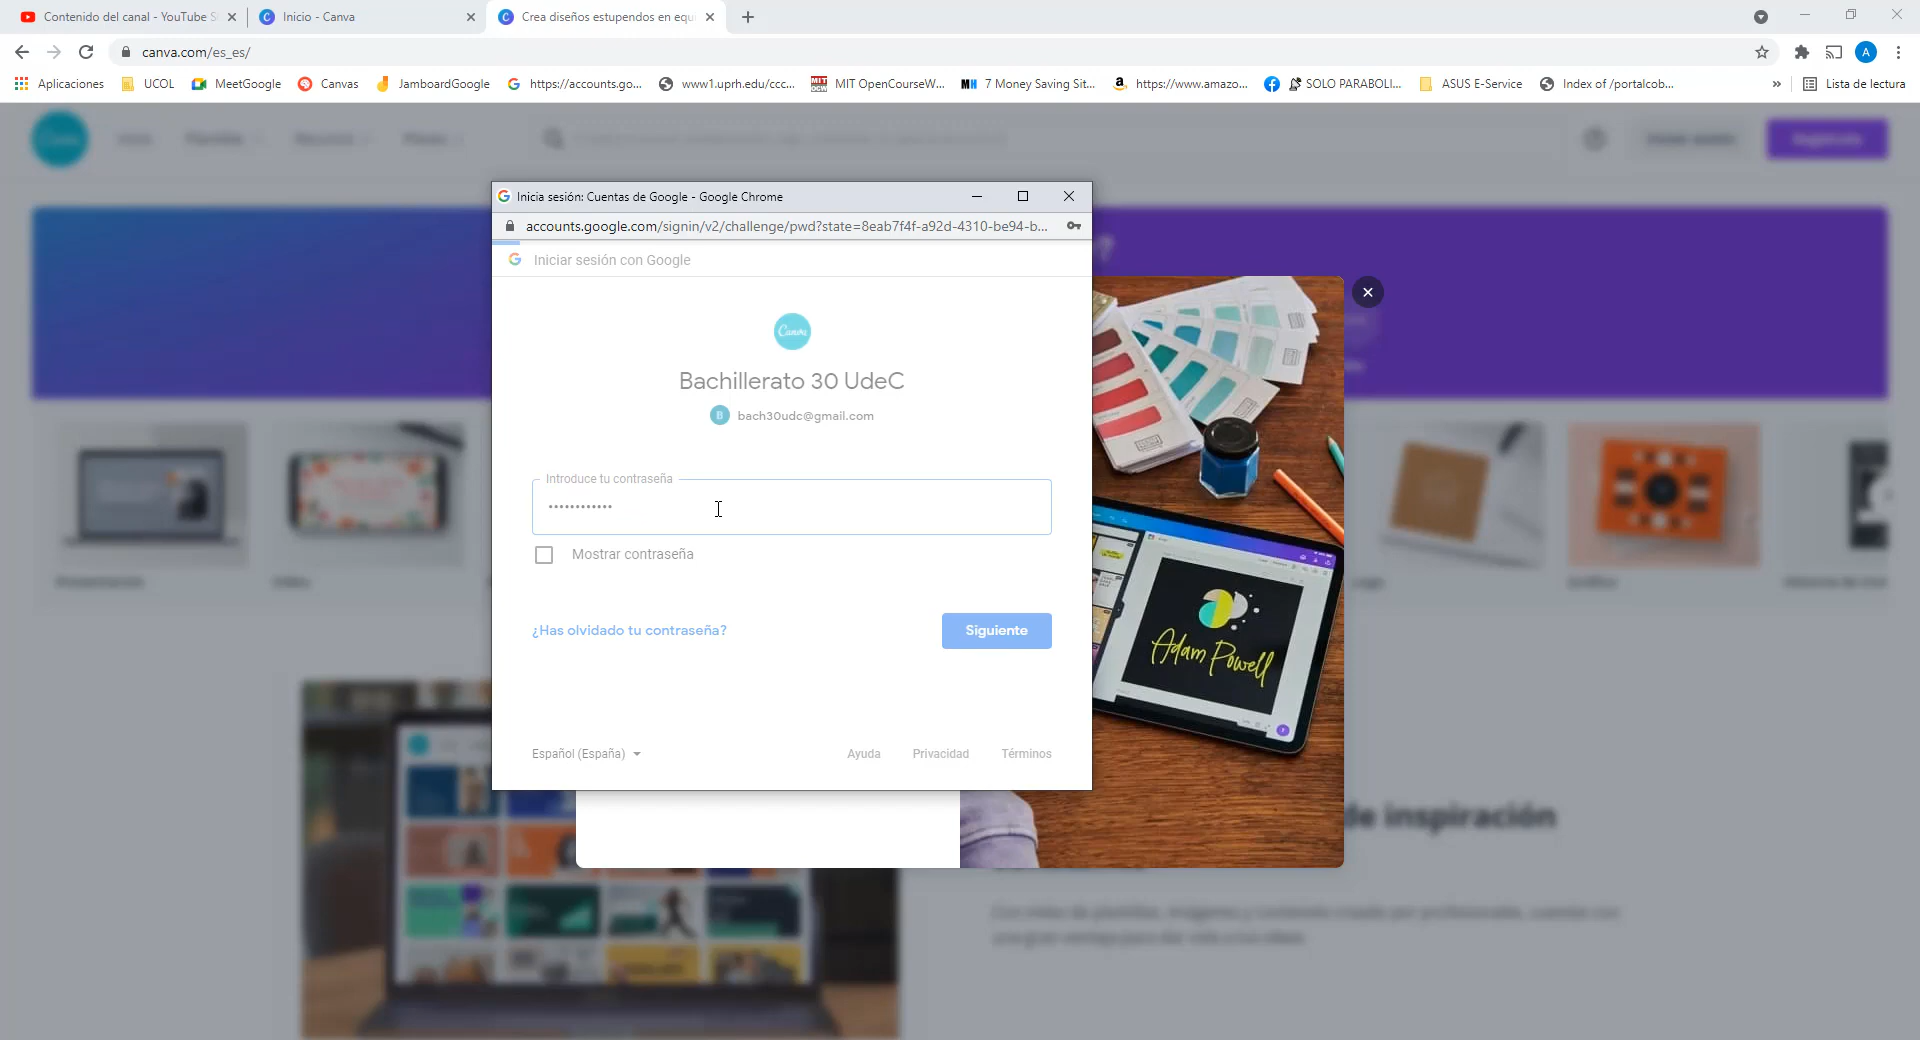 Contenido del canal - YouTube S
Inicio - Canva
Crea diseños estupendos en equ
canva.com/es_es/
A
Aplicaciones
UCOL
MeetGoogle
Canvas
JamboardGoogle
https://accounts.go...
www1.uprh.edu/ccc...
MIT OpenCourseW...
7 Money Saving Sit...
https://www.amazo...
SOLO PARABOLI...
ASUS E-Service
Index of /portalcob...
»
Lista de lectura
Inicia sesión: Cuentas de Google - Google Chrome
accounts.google.com/signin/v2/challenge/pwd?state=8eab7f4f-a92d-4310-be94-b...
Iniciar sesión con Google
Canva
Bachillerato 30 UdeC
B bach30udc@gmail.com
Introduce tu contraseña
••••••••••••
Mostrar contraseña
¿Has olvidado tu contraseña?
Siguiente
Español (España)
Ayuda
Privacidad
Términos
Adam Powell
de inspiración